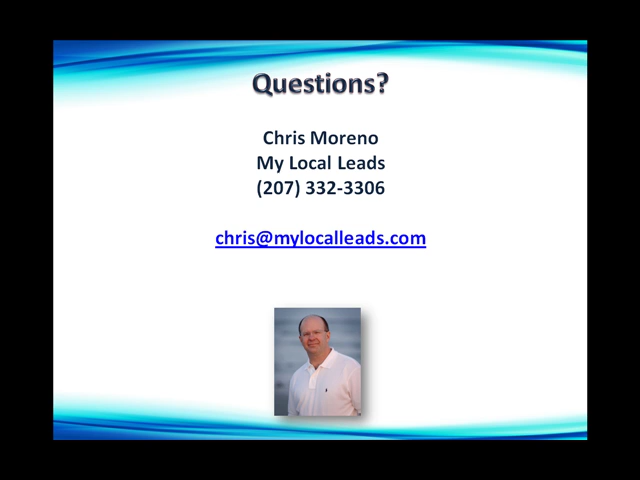 Questions?
Chris Moreno
My Local Leads
(207) 332-3306
chris@mylocalleads.com